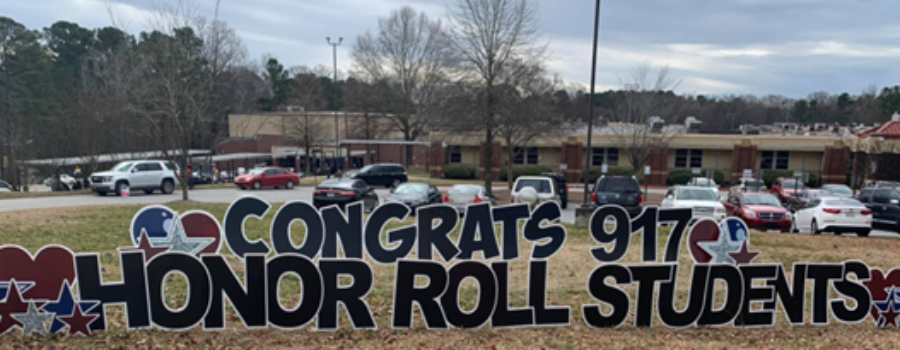 CONGRATS 917
HONOR ROLL STUDENTS